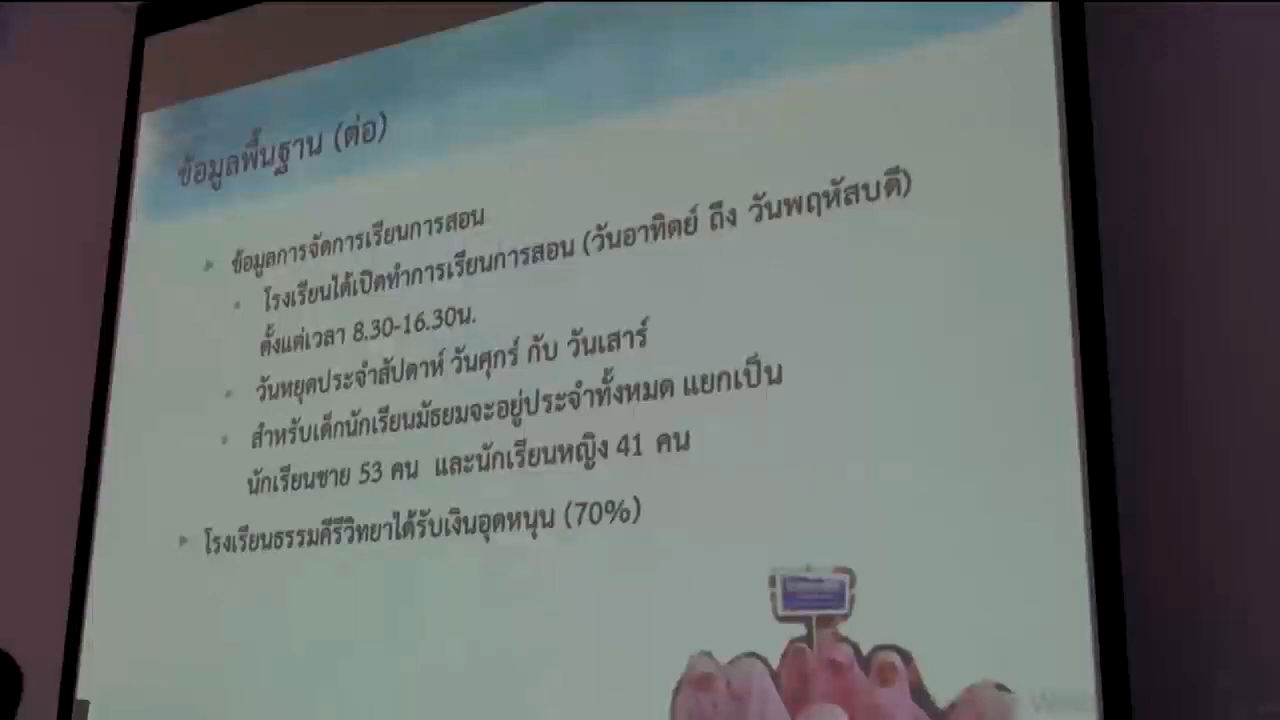 ข้อมูลพื้นฐาน (ต่อ)
ข้อมูลการจัดการเรียนการสอน
โรงเรียนได้เปิดทำการเรียนการสอน (วันอาทิตย์ ถึง วันพฤหัสบดี)
ตั้งแต่เวลา 8.30-16.30น.
วันหยุดประจำสัปดาห์ วันศุกร์ กับ วันเสาร์
สำหรับเด็กนักเรียนมัธยมจะอยู่ประจำทั้งหมด แยกเป็น
นักเรียนชาย 53 คน และนักเรียนหญิง 41 คน
โรงเรียนธรรมคีรีวิทยาได้รับเงินอุดหนุน (70%)